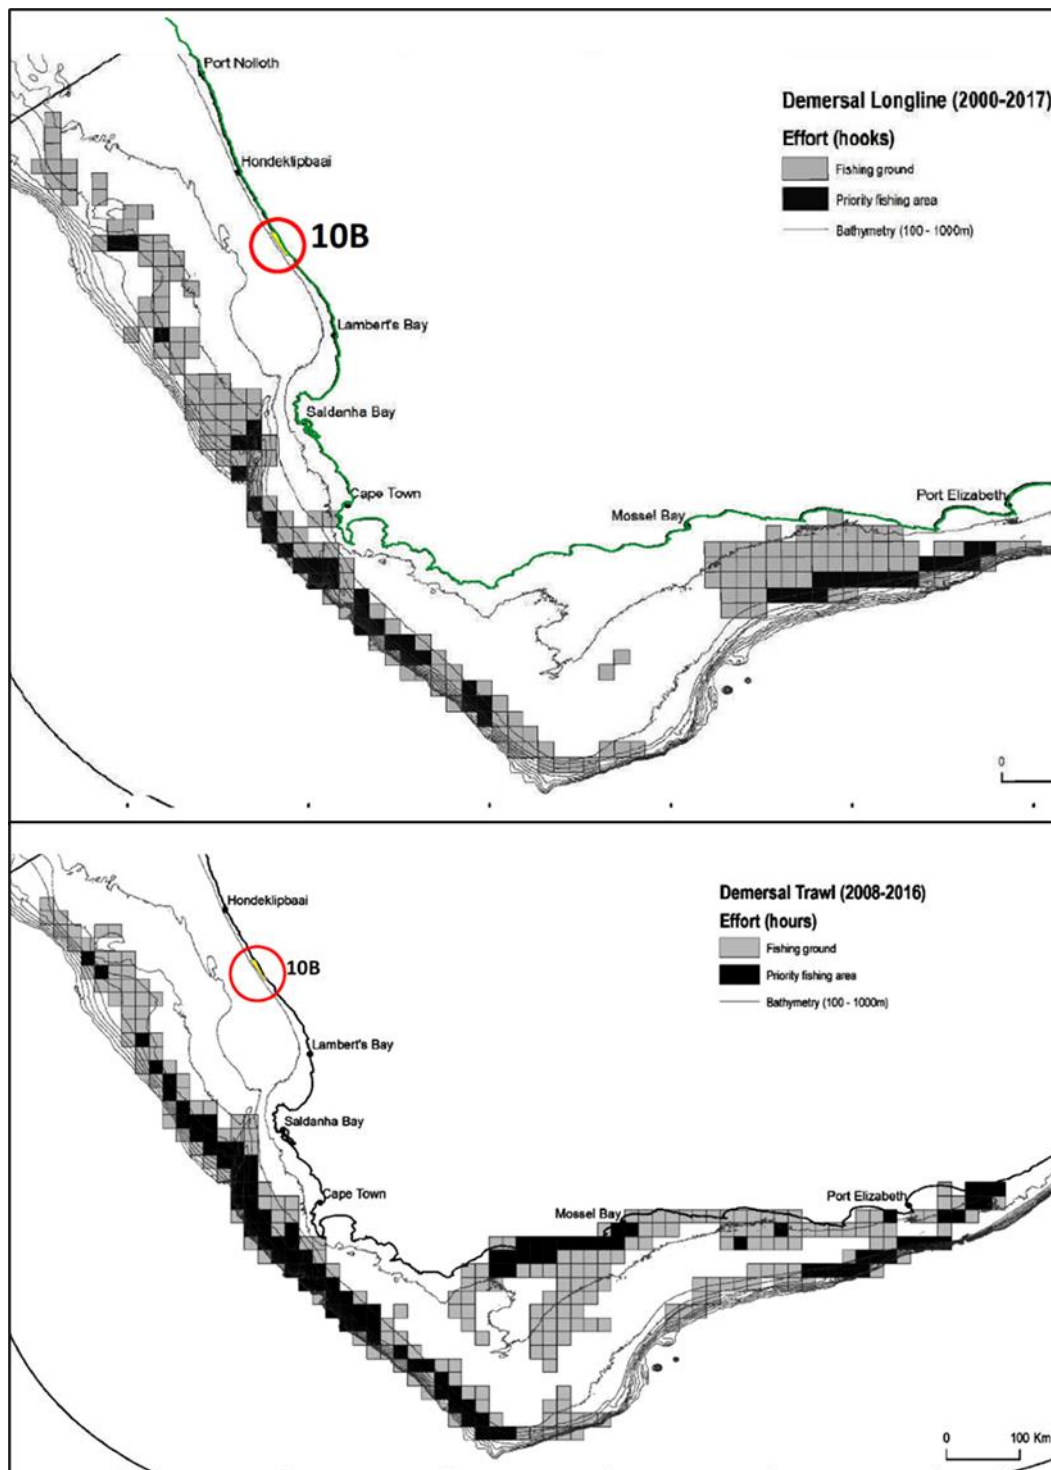 Port Nolloth
Demersal Longline (2000-2017)
Effort (hooks)
Hondeklipbaai
Fishing ground
Priority fishing area
10B
Bathymetry (100 - 1000m)
Lambert's Bay
Saldanha Bay
Cape Town
Port Elizabeth
Mossel Bay
0
Demersal Trawl (2008-2016)
Hondeklipbaai
Effort (hours)
Fishing ground
10B
Priority fishing area
Bathymetry (100 - 1000m)
Lambert's Bay
Saldanha Bay
Cape Town
Port Elizabeth
Mossel Bay
0 100 Km